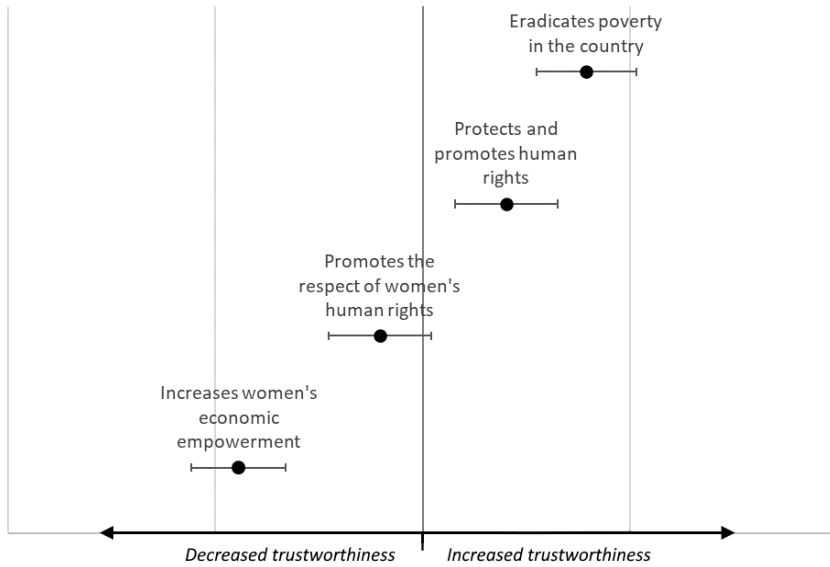 Eradicates poverty
in the country
Protects and
promotes human
rights
Promotes the
respect of women's
human rights
Increases women's
economic
empowerment
Decreased trustworthiness
Increased trustworthiness